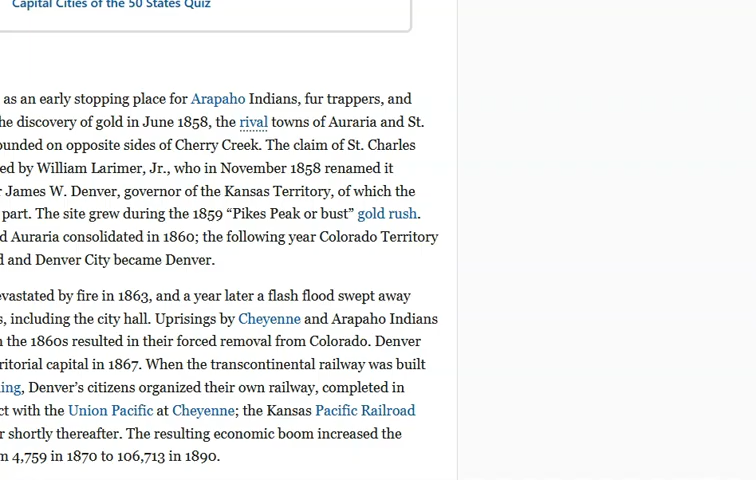 Capital Cities of the 50 States Quiz
as an early stopping place for Arapaho Indians, fur trappers, and
he discovery of gold in June 1858, the rival towns of Auraria and St.
ounded on opposite sides of Cherry Creek. The claim of St. Charles
ed by William Larimer, Jr., who in November 1858 renamed it
r James W. Denver, governor of the Kansas Territory, of which the
part. The site grew during the 1859 “Pikes Peak or bust” gold rush.
d Auraria consolidated in 1860; the following year Colorado Territory
d and Denver City became Denver.
evastated by fire in 1863, and a year later a flash flood swept away
s, including the city hall. Uprisings by Cheyenne and Arapaho Indians
n the 1860s resulted in their forced removal from Colorado. Denver
ritorial capital in 1867. When the transcontinental railway was built
ing, Denver’s citizens organized their own railway, completed in
ct with the Union Pacific at Cheyenne; the Kansas Pacific Railroad
r shortly thereafter. The resulting economic boom increased the
m 4,759 in 1870 to 106,713 in 1890.